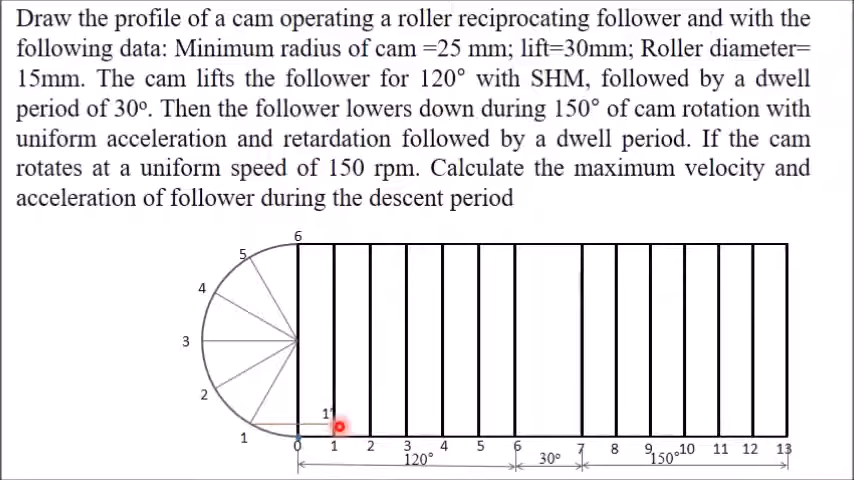 Draw the profile of a cam operating a roller reciprocating follower and with the
following data: Minimum radius of cam =25 mm; lift=30mm; Roller diameter=
15mm. The cam lifts the follower for 120° with SHM, followed by a dwell
period of 30°. Then the follower lowers down during 150° of cam rotation with
uniform acceleration and retardation followed by a dwell period. If the cam
rotates at a uniform speed of 150 rpm. Calculate the maximum velocity and
acceleration of follower during the descent period
6
5
4
3
2
1'
1
0 1 2 3 4 5 6 7 8 9 10 11 12 13
120° 30° 150°